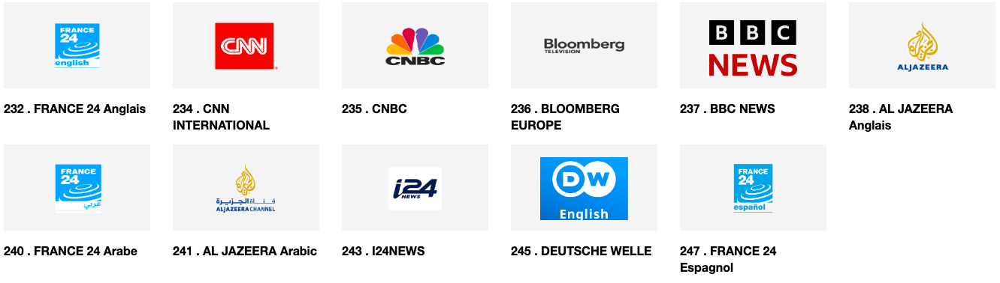 FRANCE
24
english
CNN
CNBC
Bloomberg
TELEVISION
BBC
NEWS
ALJAZEERA
232 . FRANCE 24 Anglais
234 . CNN
INTERNATIONAL
235 . CNBC
236 . BLOOMBERG
EUROPE
237 . BBC NEWS
238 . AL JAZEERA
Anglais
FRANCE
24
عربي
قناة الجزيرة
ALJAZEERA CHANNEL
i24
NEWS
DW
English
FRANCE
24
español
240 . FRANCE 24 Arabe
241 . AL JAZEERA Arabic
243 . I24NEWS
245 . DEUTSCHE WELLE
247 . FRANCE 24
Espagnol